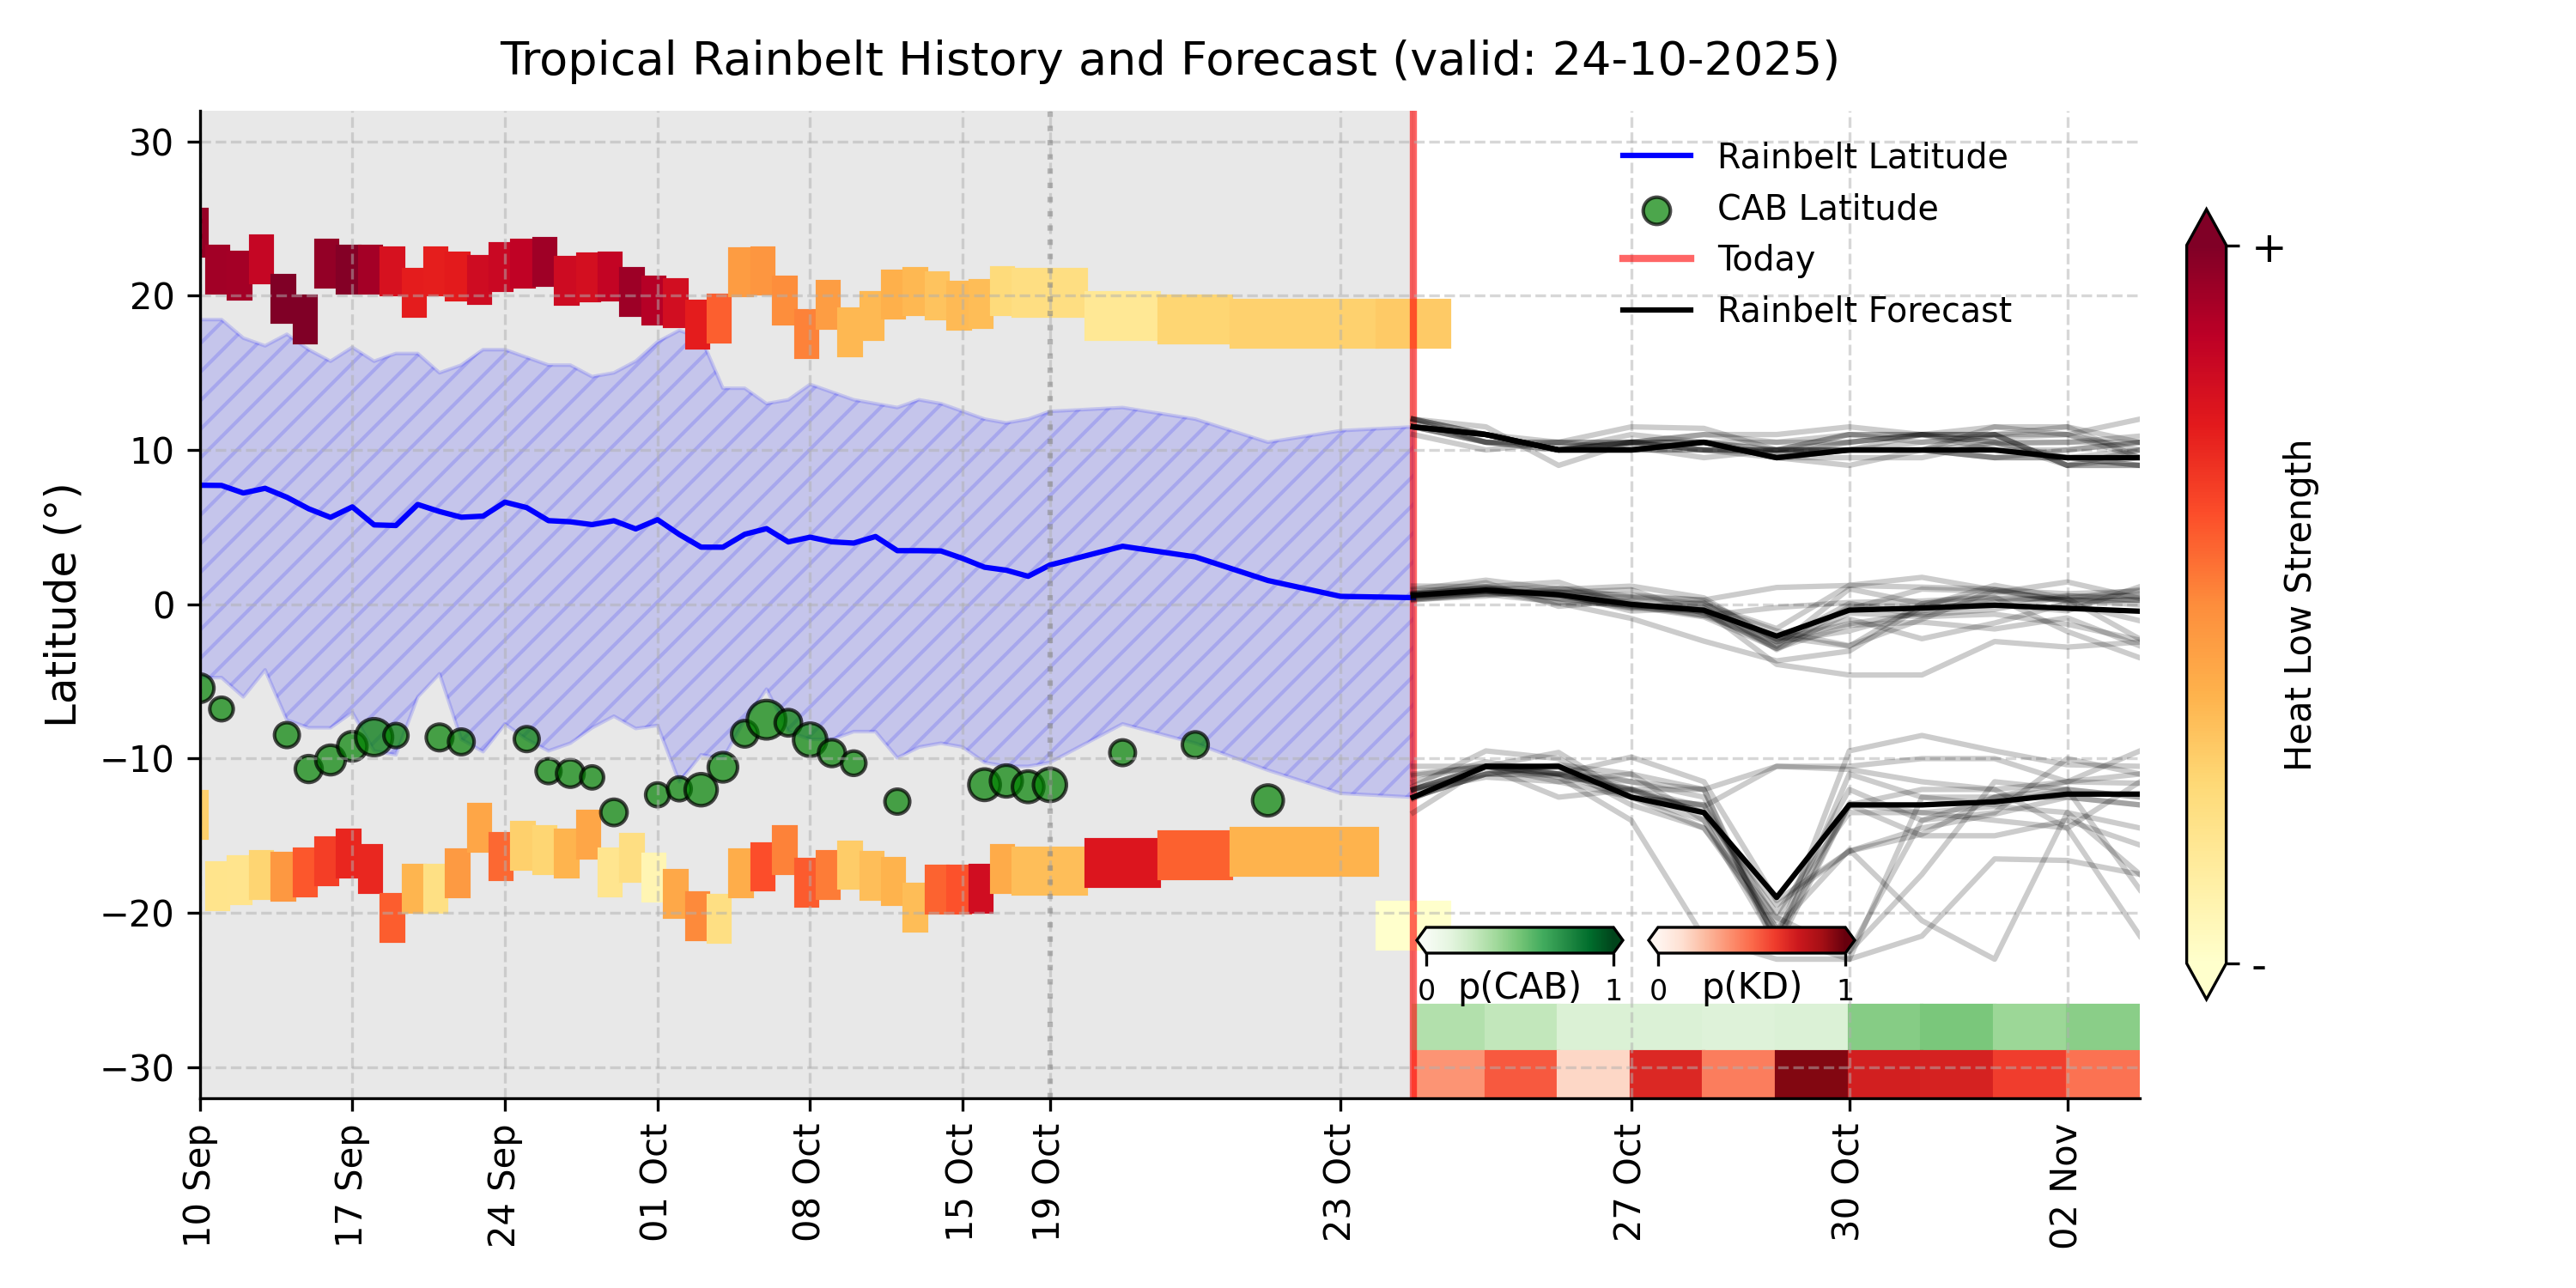 Tropical Rainbelt History and Forecast (valid: 24-10-2025)
Latitude (°)
30
20
10
0
−10
−20
−30
Rainbelt Latitude
CAB Latitude
Today
Rainbelt Forecast
0 p(CAB) 1
0 p(KD) 1
10 Sep
17 Sep
24 Sep
01 Oct
08 Oct
15 Oct
19 Oct
23 Oct
27 Oct
30 Oct
02 Nov
+
-
Heat Low Strength